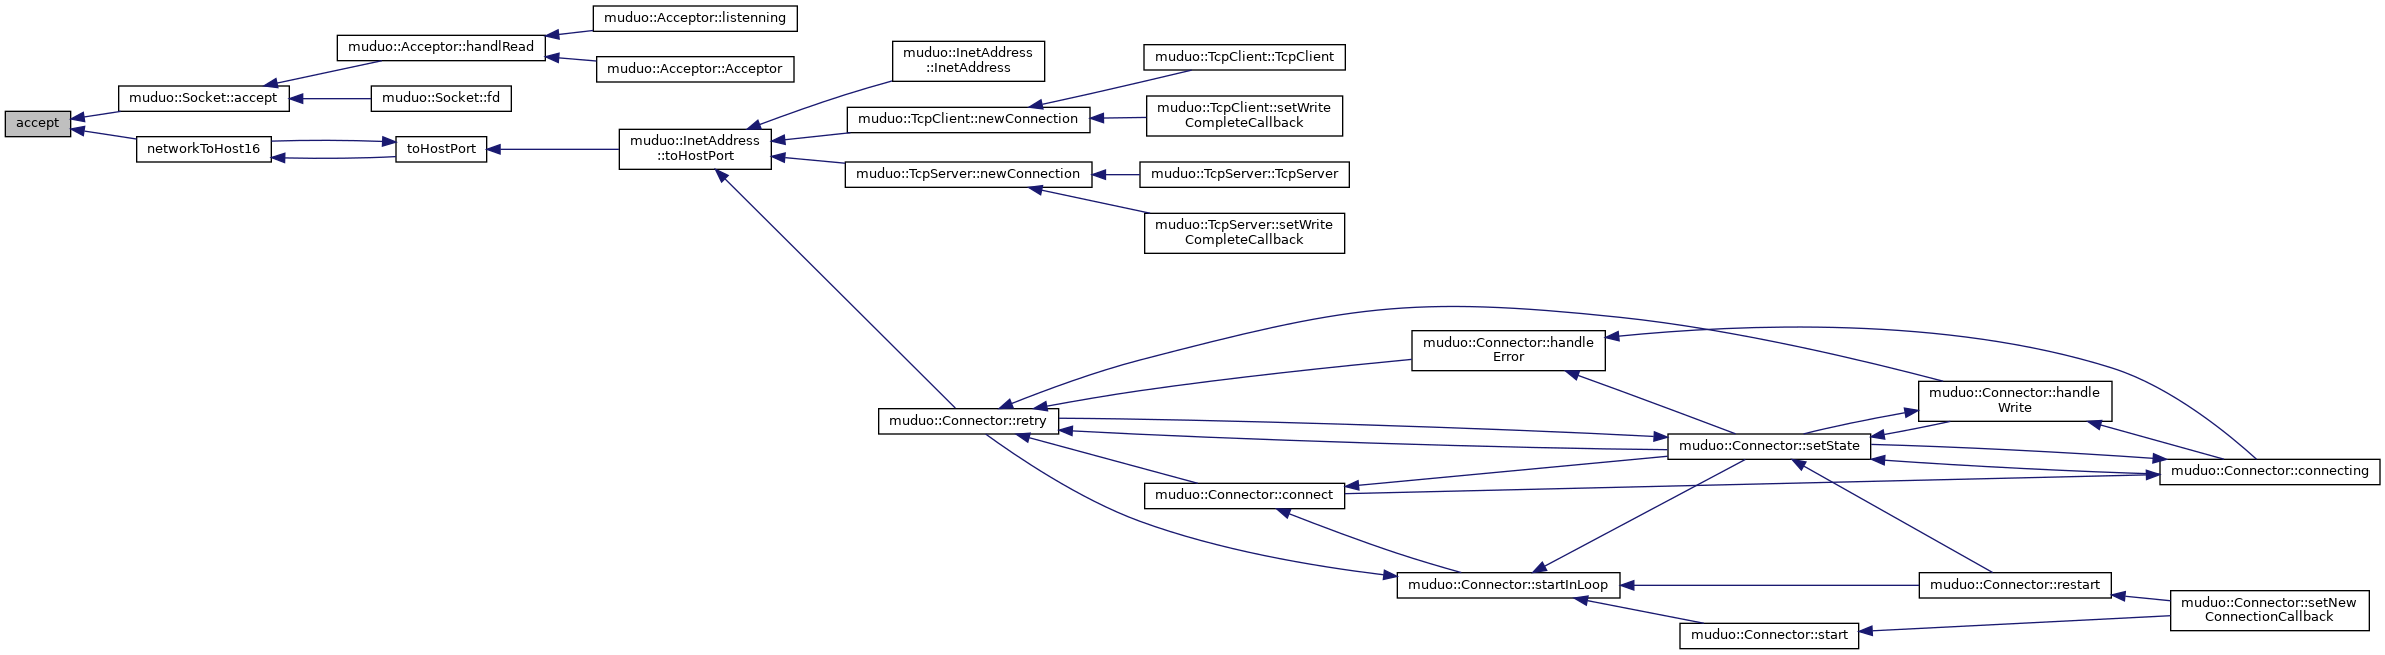 muduo::Acceptor::listenning
muduo::Acceptor::handlRead
muduo::Acceptor::Acceptor
muduo::Socket::accept
muduo::Socket::fd
accept
networkToHost16
toHostPort
muduo::InetAddress
::toHostPort
muduo::InetAddress
::InetAddress
muduo::TcpClient::newConnection
muduo::TcpClient::TcpClient
muduo::TcpClient::setWrite
CompleteCallback
muduo::TcpServer::newConnection
muduo::TcpServer::TcpServer
muduo::TcpServer::setWrite
CompleteCallback
muduo::Connector::retry
muduo::Connector::handle
Error
muduo::Connector::handle
Write
muduo::Connector::setState
muduo::Connector::connecting
muduo::Connector::connect
muduo::Connector::startInLoop
muduo::Connector::restart
muduo::Connector::setNew
ConnectionCallback
muduo::Connector::start